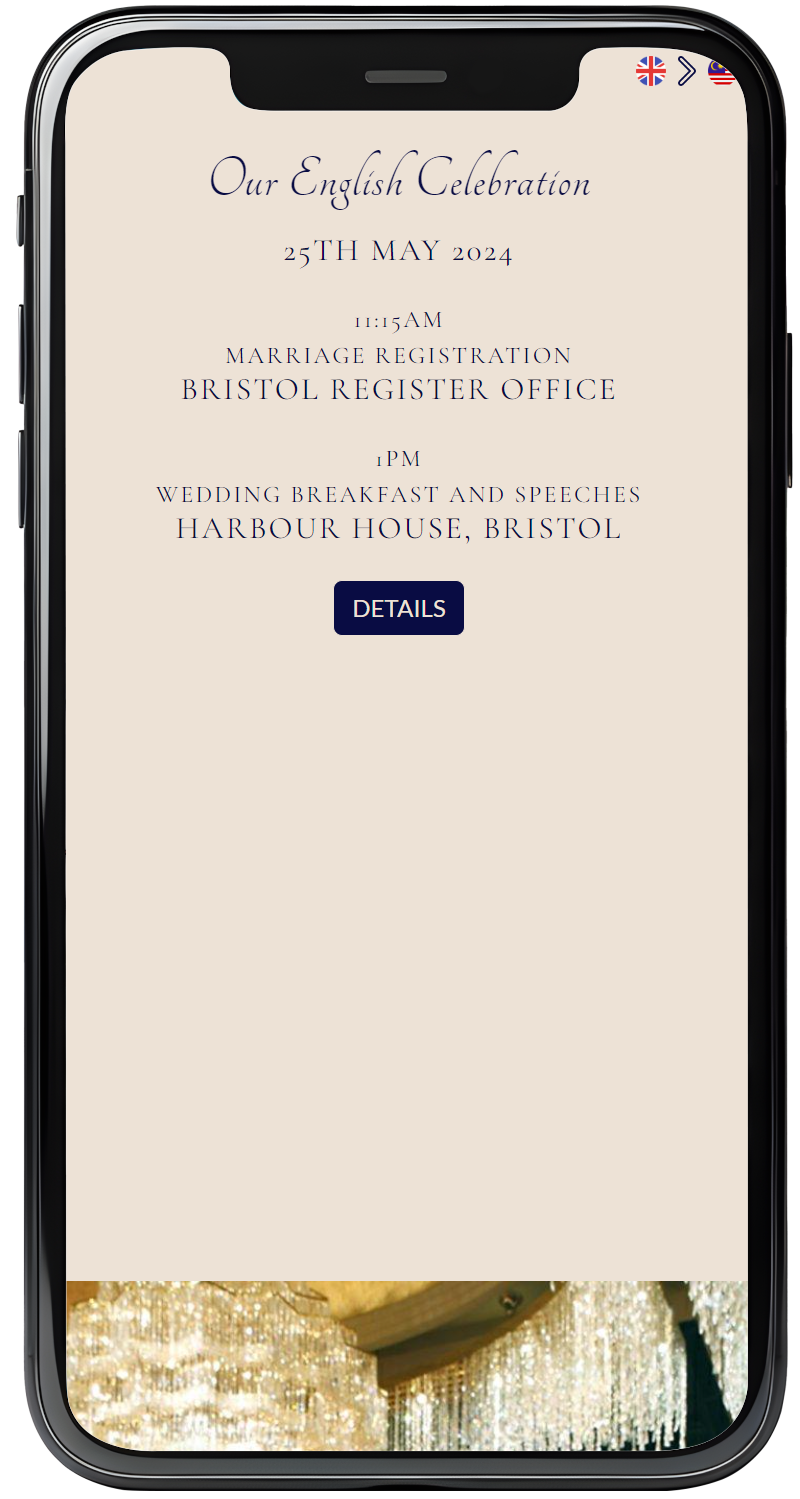 Our English Celebration
25TH MAY 2024
11:15AM
MARRIAGE REGISTRATION
BRISTOL REGISTER OFFICE
1PM
WEDDING BREAKFAST AND SPEECHES
HARBOUR HOUSE, BRISTOL
DETAILS